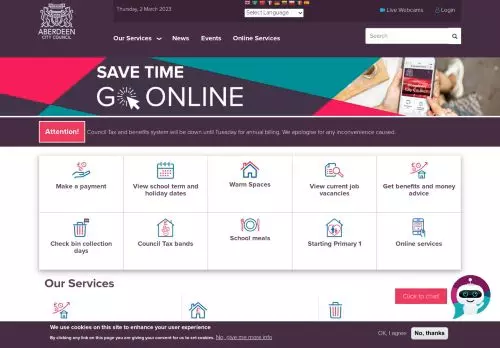 Thursday, 2 March 2023
Live Webcams
Login
Select Language
ABERDEEN
CITY COUNCIL
Our Services
News
Events
Online Services
Search
SAVE TIME
GO ONLINE
Attention!
Council Tax and benefits system will be down until Tuesday for annual billing. We apologise for any inconvenience caused.
Make a payment
View school term and
holiday dates
Warm Spaces
View current job
vacancies
Get benefits and money
advice
Check bin collection
days
Council Tax bands
School meals
Starting Primary 1
Online services
Our Services
Click to chat!
We use cookies on this site to enhance your user experience
By clicking any link on this page you are giving your consent for us to set cookies. No, give me more info
OK, I agree
No, thanks